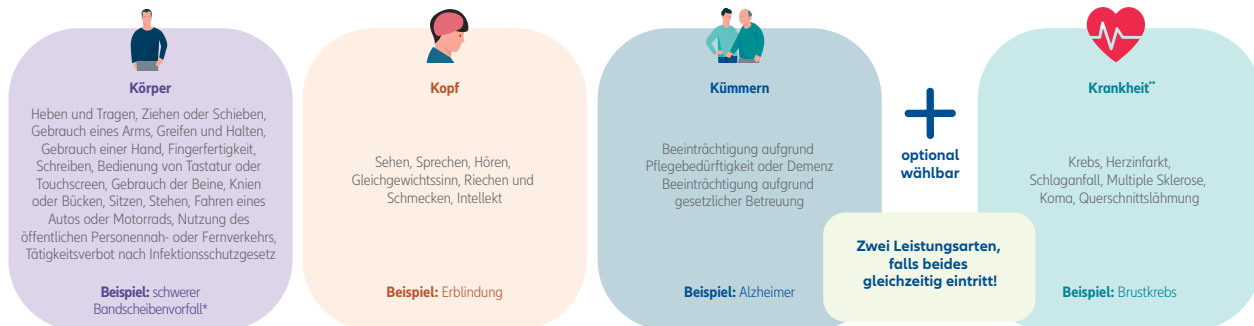 Körper
Heben und Tragen, Ziehen oder Schieben,
Gebrauch eines Arms, Greifen und Halten,
Gebrauch einer Hand, Fingerfertigkeit,
Schreiben, Bedienung von Tastatur oder
Touchscreen, Gebrauch der Beine, Knien
oder Bücken, Sitzen, Stehen, Fahren eines
Autos oder Motorrads, Nutzung des
öffentlichen Personennah- oder Fernverkehrs,
Tätigkeitsverbot nach Infektionsschutzgesetz
Beispiel: schwerer
Bandscheibenvorfall*
Kopf
Sehen, Sprechen, Hören,
Gleichgewichtssinn, Riechen und
Schmecken, Intellekt
Beispiel: Erblindung
Kümmern
Beeinträchtigung aufgrund
Pflegebedürftigkeit oder Demenz
Beeinträchtigung aufgrund
gesetzlicher Betreuung
Beispiel: Alzheimer
+
optional
wählbar
Zwei Leistungsarten,
falls beides
gleichzeitig eintritt!
Krankheit**
Krebs, Herzinfarkt,
Schlaganfall, Multiple Sklerose,
Koma, Querschnittslähmung
Beispiel: Brustkrebs